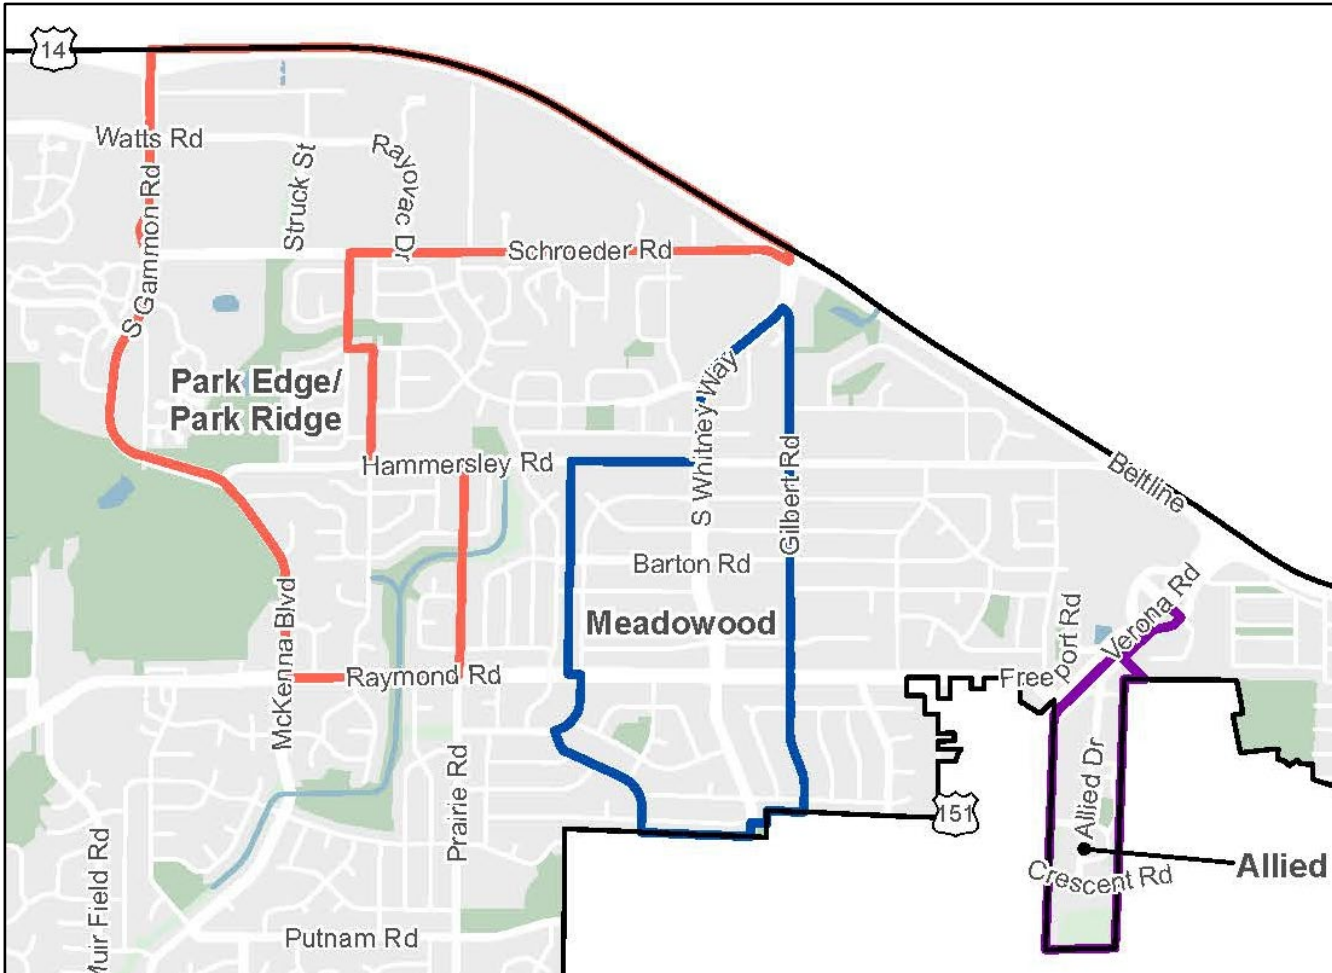 14
Watts Rd
Struck St
Rayovac Dr
S Gammon Rd
Schroeder Rd
Park Edge/
Park Ridge
S Whitney Way
Gilbert Rd
Hammersley Rd
Beltline
Barton Rd
Meadowood
Verona Rd
Freeport Rd
McKenna Blvd
Raymond Rd
Prairie Rd
Allied Dr
151
Allied
Crescent Rd
Muir Field Rd
Putnam Rd